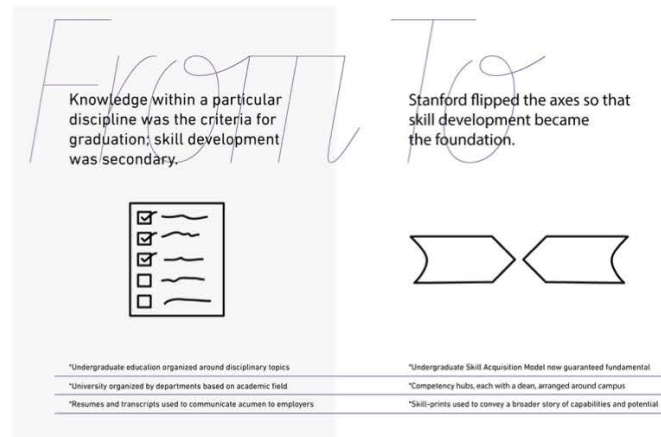 From
Knowledge within a particular
discipline was the criteria for
graduation; skill development
was secondary.
*Undergraduate education organized around disciplinary topics
*University organized by departments based on academic field
*Resumes and transcripts used to communicate acumen to employers
To
Stanford flipped the axes so that
skill development became
the foundation.
*Undergraduate Skill Acquisition Model now guaranteed fundamental
*Competency hubs, each with a dean, arranged around campus
*Skill-prints used to convey a broader story of capabilities and potential